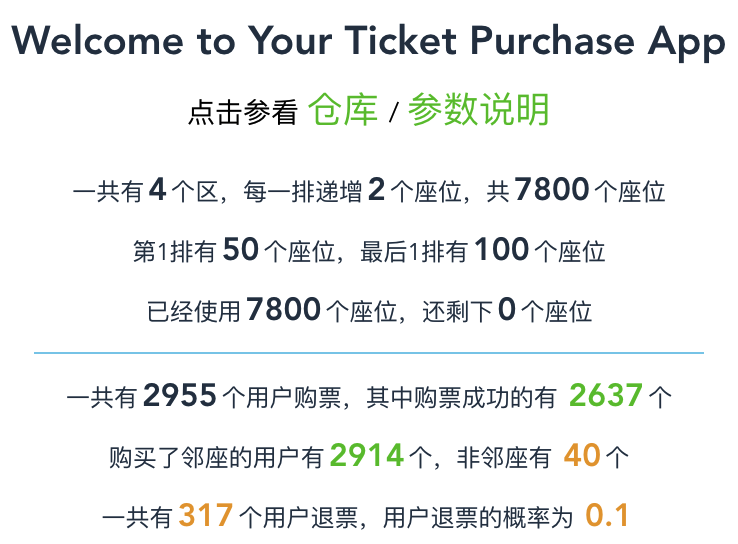 Welcome to Your Ticket Purchase App
点击参看 仓库 / 参数说明
一共有 4 个区，每一排递增 2 个座位，共 7800 个座位
第1排有 50 个座位，最后1排有 100 个座位
已经使用 7800 个座位，还剩下 0 个座位
一共有 2955 个用户购票，其中购票成功的有 2637 个
购买了邻座的用户有 2914 个，非邻座有 40 个
一共有 317 个用户退票，用户退票的概率为 0.1